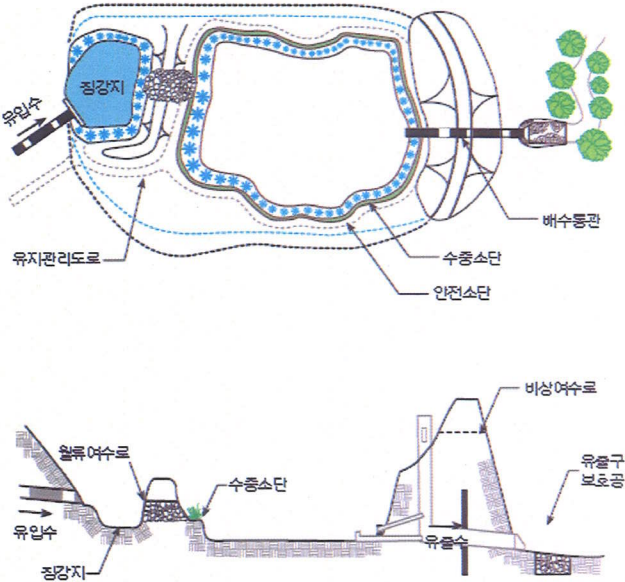 침강지
유입수
유지관리도로
배수통관
수중소단
안전소단
비상여수로
월류여수로
수중소단
유출구
보호공
유입수
유출수
침강지